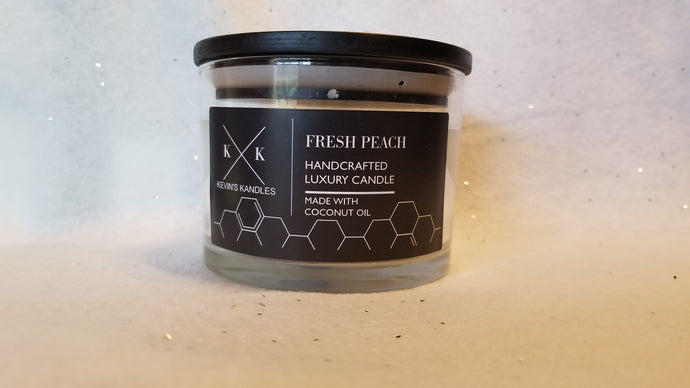 K K
KEVIN'S KANDLES
FRESH PEACH
HANDCRAFTED
LUXURY CANDLE
MADE WITH
COCONUT OIL